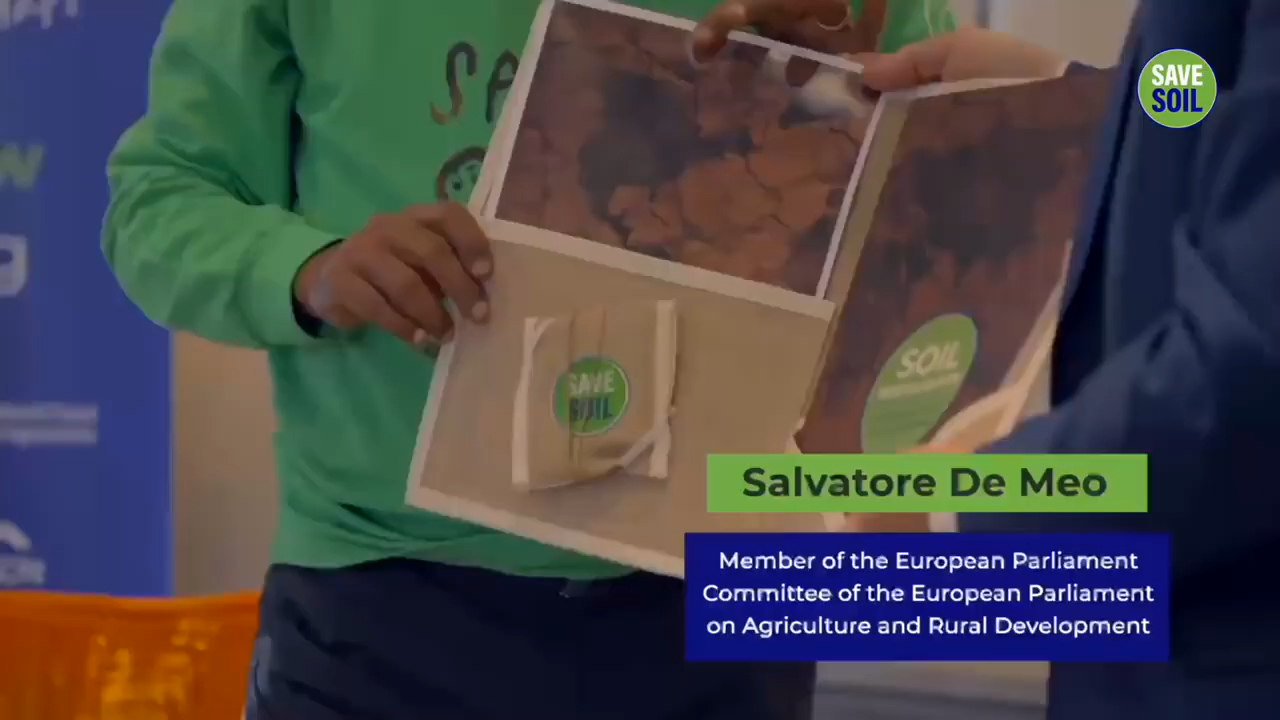 SAVE
SOIL
SA
SOIL
SAVE
SOIL
Salvatore De Meo
Member of the European Parliament
Committee of the European Parliament
on Agriculture and Rural Development